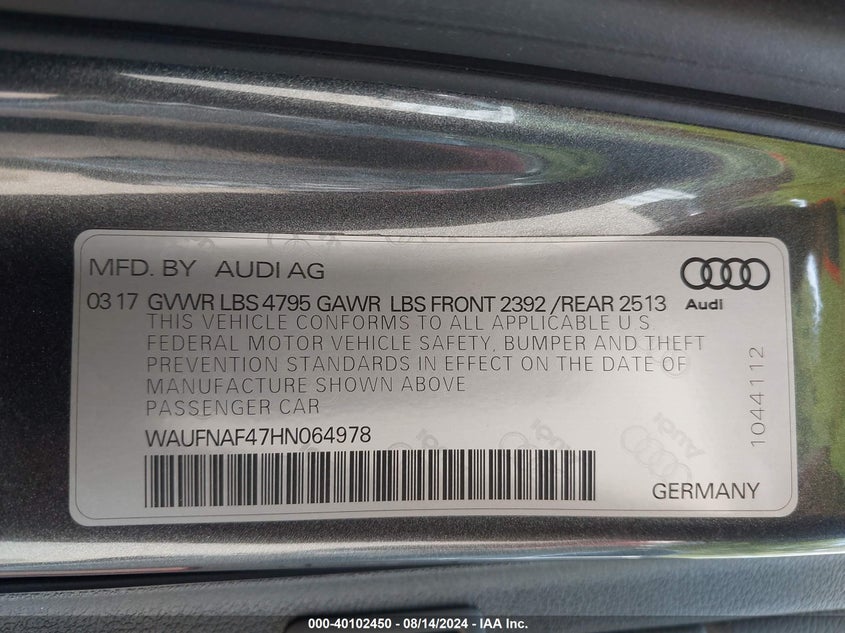 MFD. BY AUDI AG
Audi
03 17 GVWR LBS 4795 GAWR LBS FRONT 2392 /REAR 2513
THIS VEHICLE CONFORMS TO ALL APPLICABLE U S
FEDERAL MOTOR VEHICLE SAFETY, BUMPER AND THEFT
PREVENTION STANDARDS IN EFFECT ON THE DATE OF
MANUFACTURE SHOWN ABOVE
PASSENGER CAR
WAUFNAF47HN064978
GERMANY
1044112
000-40102450 - 08/14/2024 - IAA Inc.